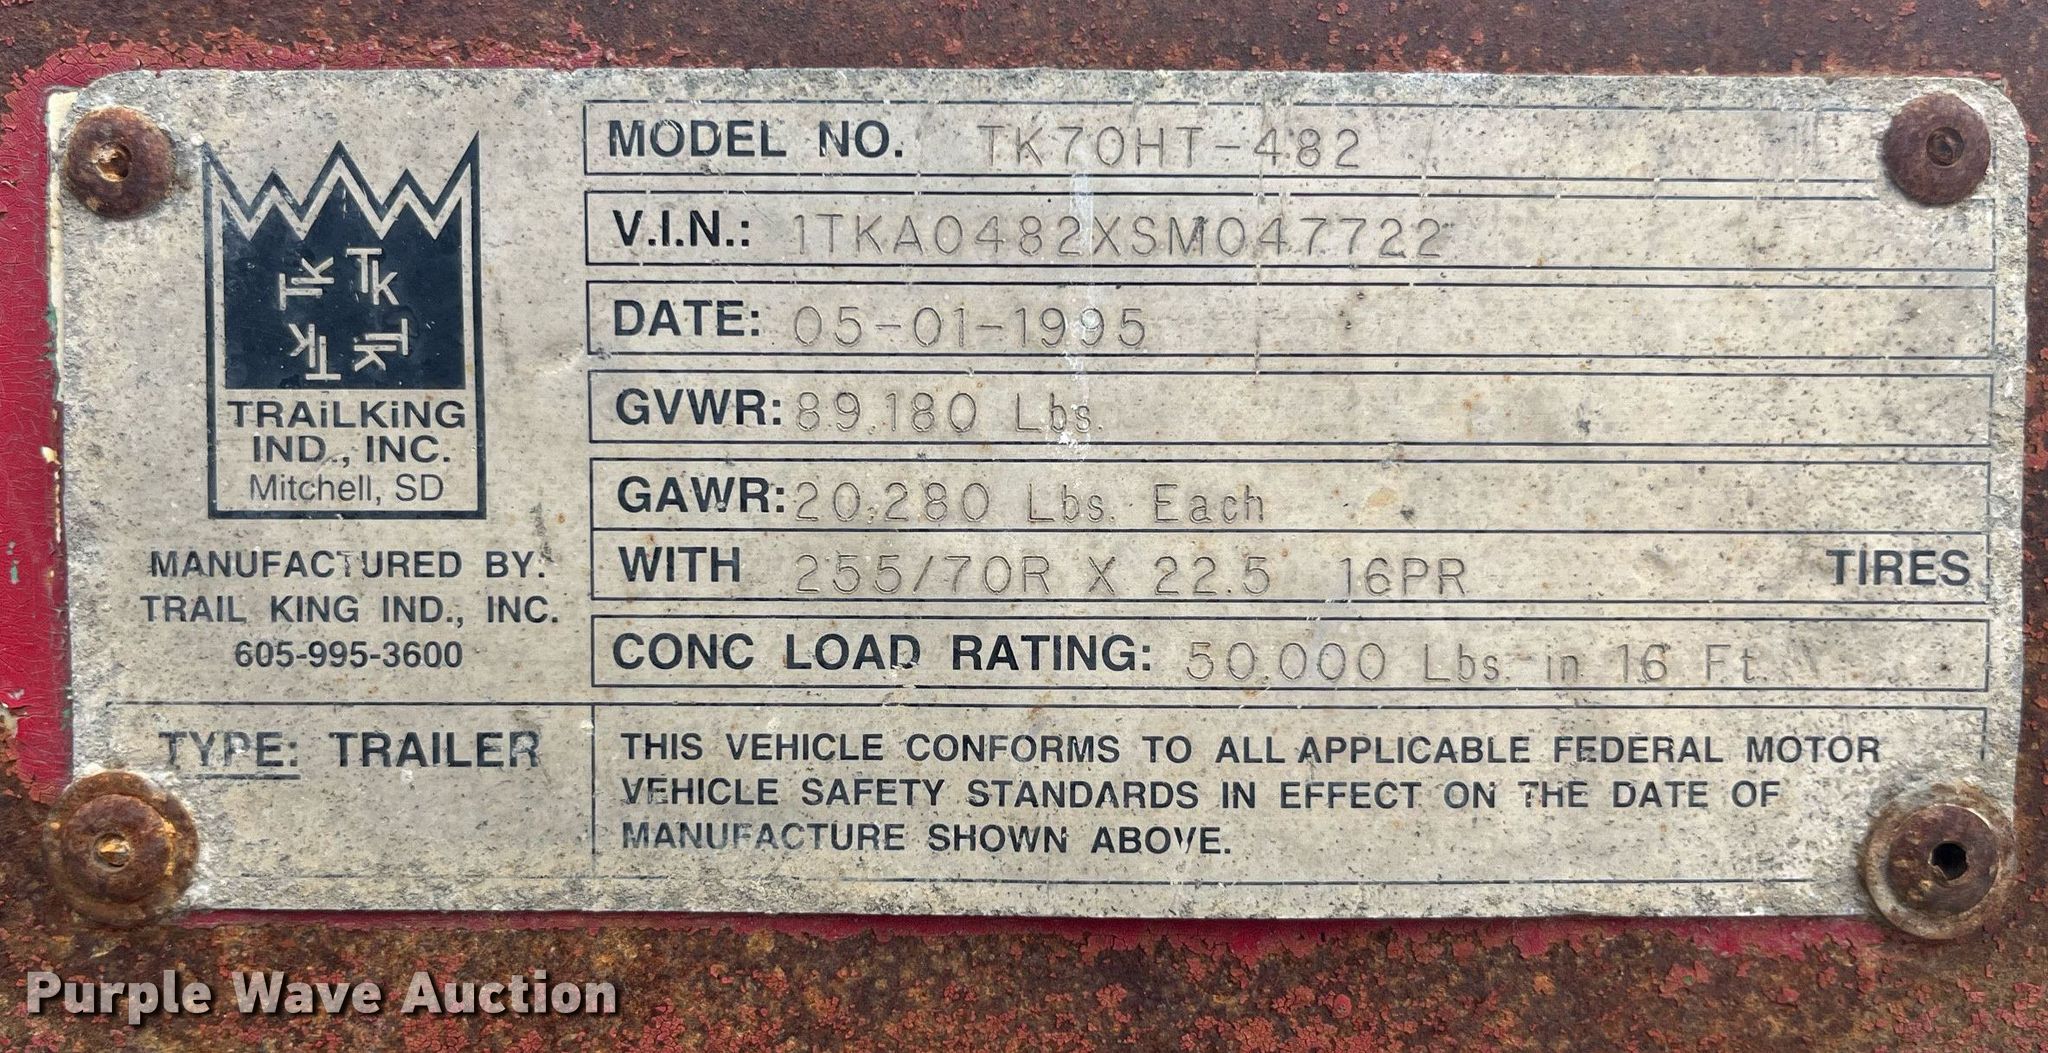 TK TK
TK TK
TRAiLKiNG
IND., INC.
Mitchell, SD
MANUFACTURED BY:
TRAIL KING IND., INC.
605-995-3600
TYPE: TRAILER
MODEL NO. TK70HT-482
V.I.N.: 1TKA0482XSM047722
DATE: 05-01-1995
GVWR: 89,180 Lbs.
GAWR: 20,280 Lbs. Each
WITH 255/70R X 22.5 16PR TIRES
CONC LOAD RATING: 50,000 Lbs. in 16 Ft.
THIS VEHICLE CONFORMS TO ALL APPLICABLE FEDERAL MOTOR
VEHICLE SAFETY STANDARDS IN EFFECT ON THE DATE OF
MANUFACTURE SHOWN ABOVE.
Purple Wave Auction